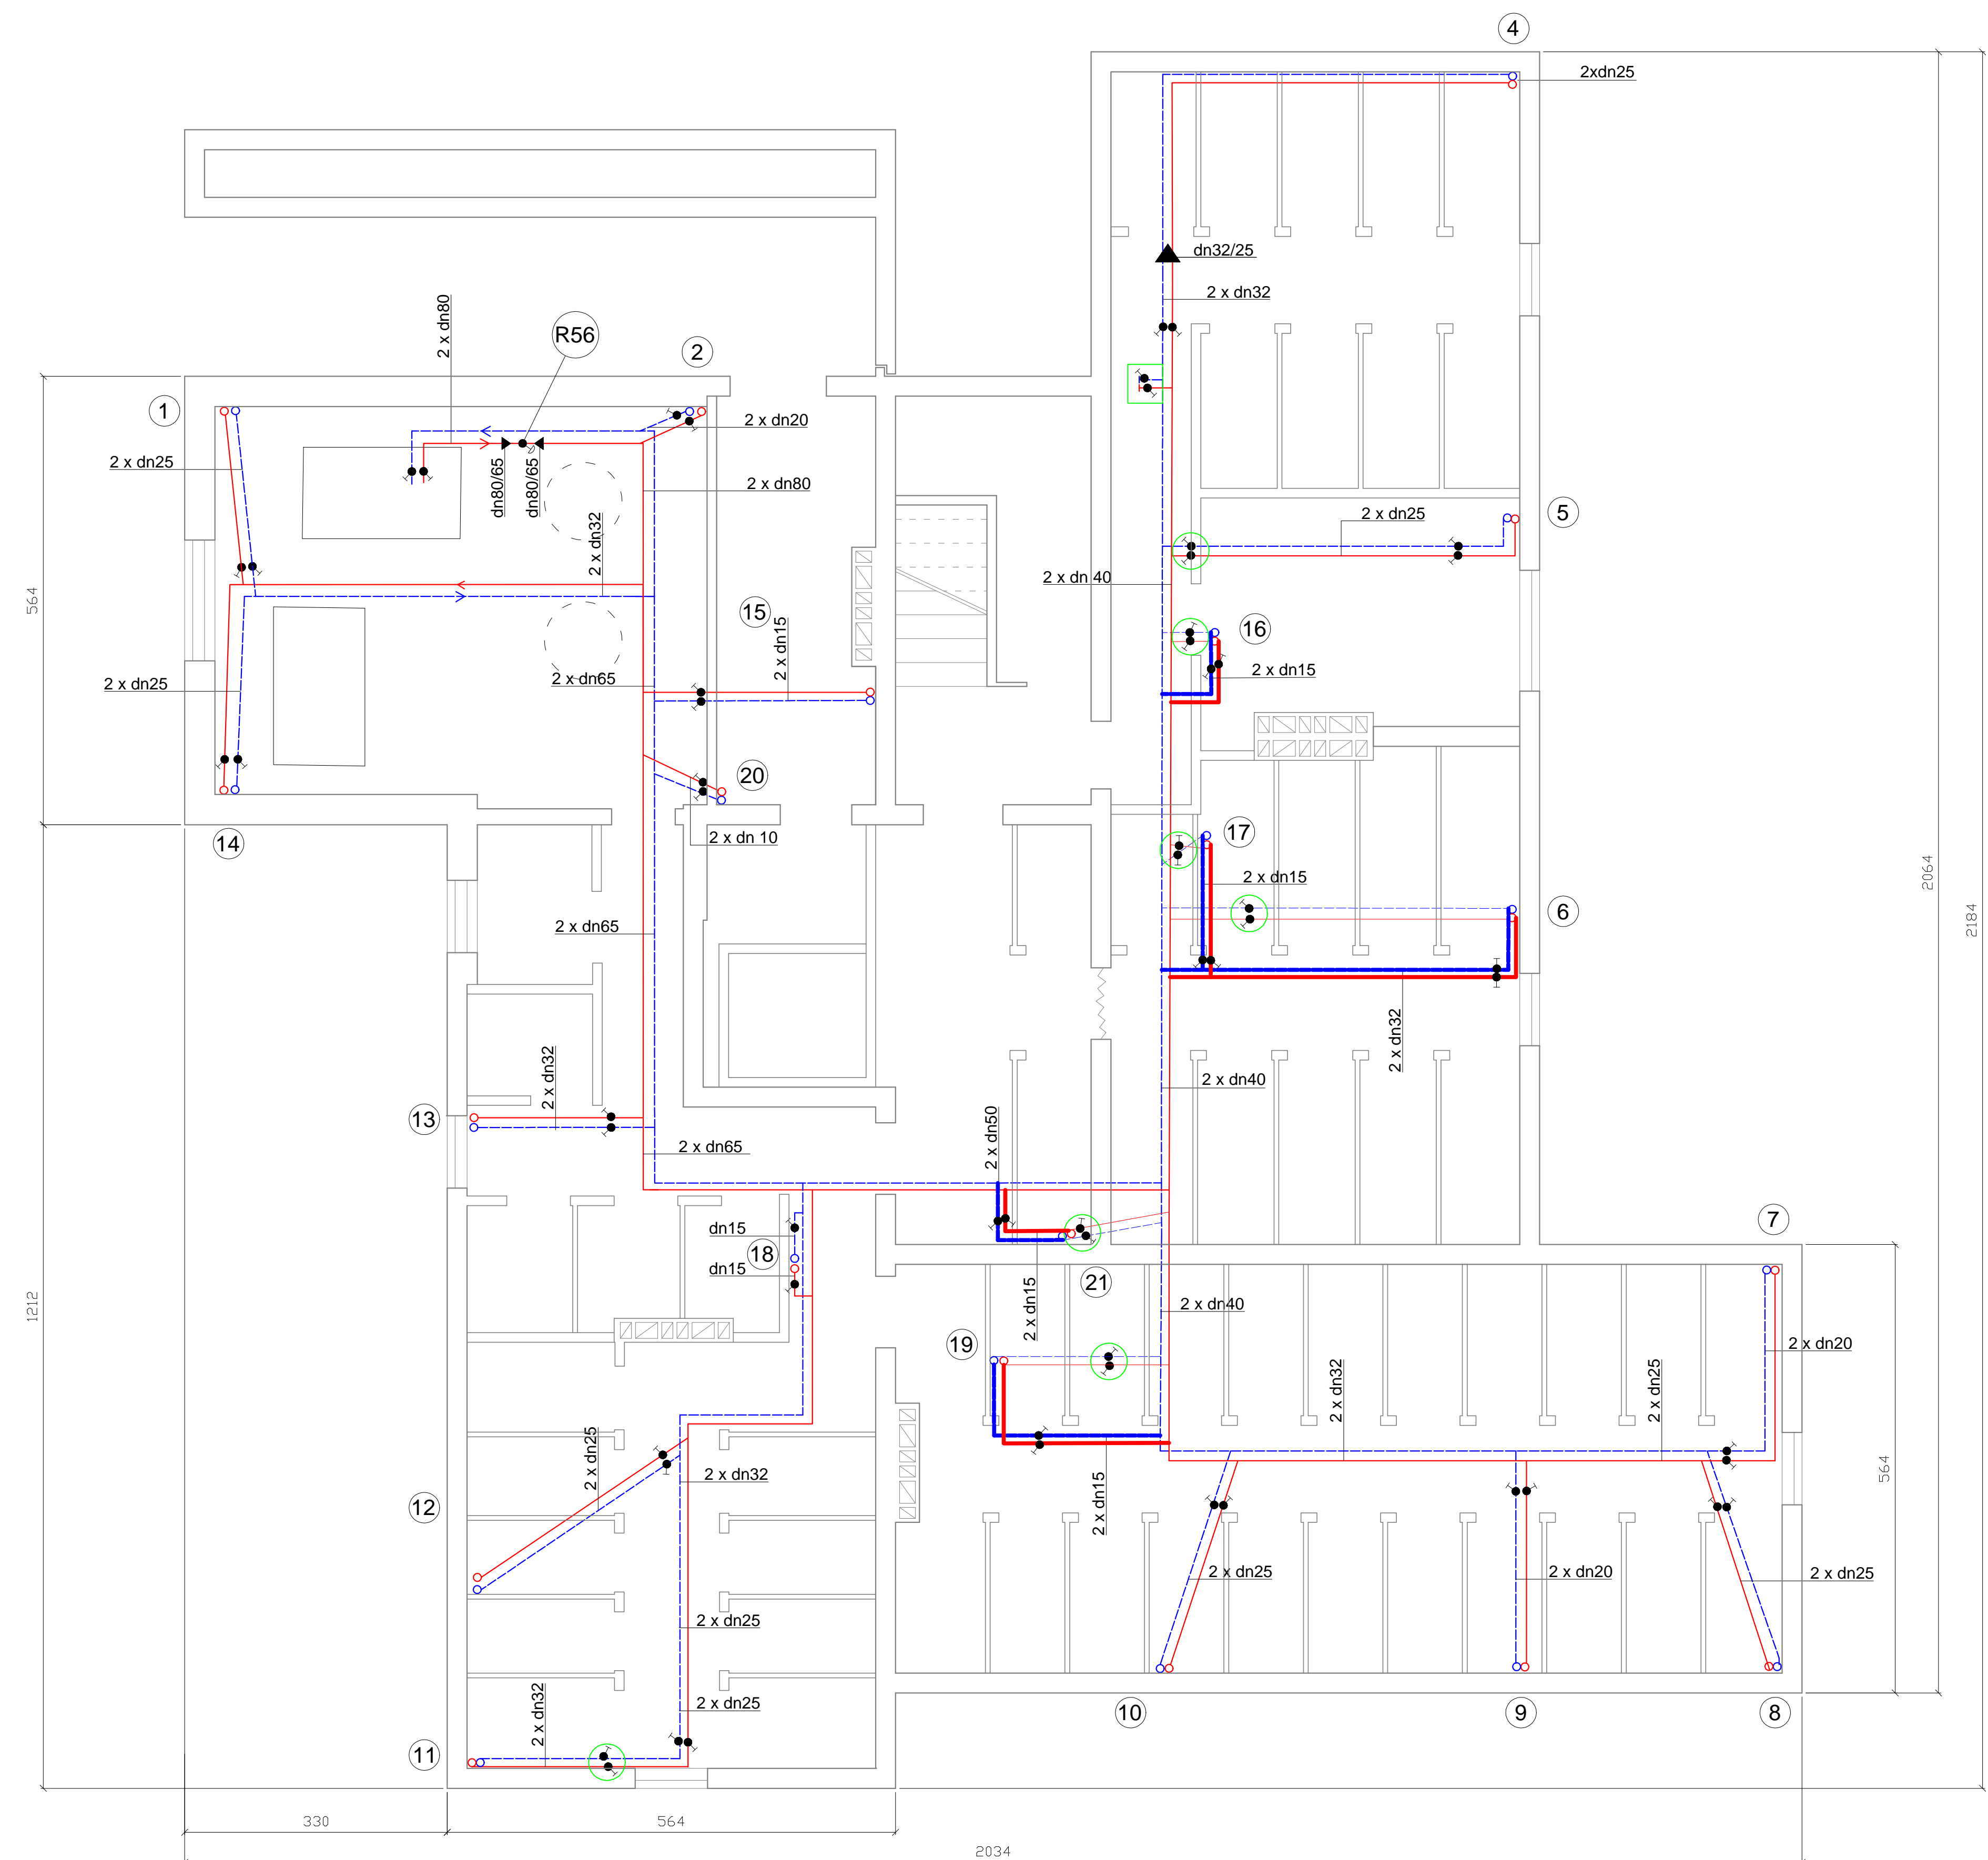 4
2xdn25
dn32/25
2 x dn32
2 x dn80
R56
2
1
2 x dn20
2 x dn25
dn80/65
dn80/65
2 x dn80
2 x dn32
5
2 x dn25
2 x dn 40
564
15
2 x dn15
16
2 x dn15
2 x dn65
2 x dn25
20
2 x dn 10
14
17
2 x dn15
2064
2184
6
2 x dn65
2 x dn32
2 x dn32
13
2 x dn40
2 x dn50
2 x dn65
7
dn15
18
dn15
21
2 x dn15
2 x dn40
1212
19
2 x dn32
2 x dn25
2 x dn20
2 x dn25
564
2 x dn32
2 x dn15
12
2 x dn25
2 x dn20
2 x dn25
2 x dn25
2 x dn32
2 x dn25
10
9
8
11
330
564
2034